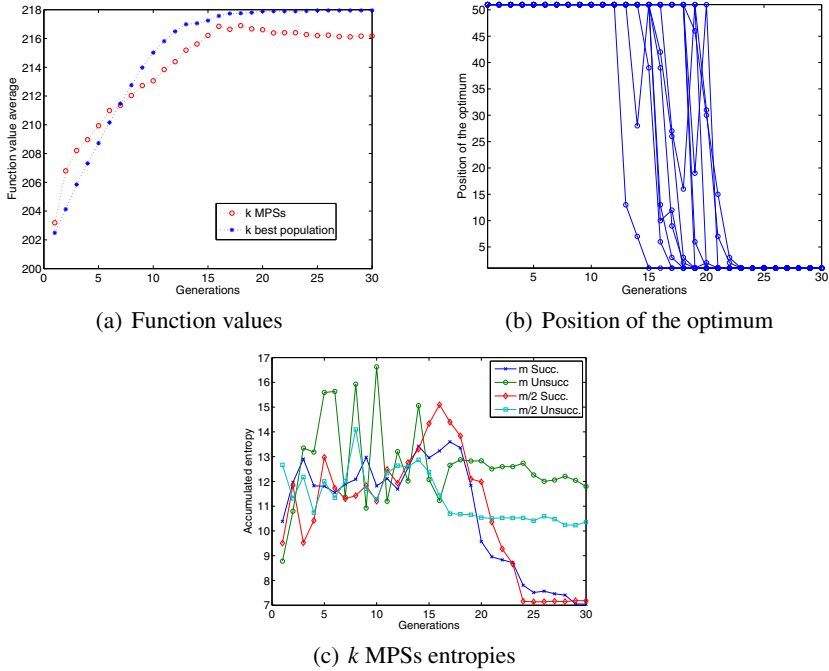 218
216
214
212
210
208
206
204
202
200
Function value average
0 5 10 15 20 25 30
Generations
k MPSs
k best population
(a) Function values
50
45
40
35
30
25
20
15
10
5
Position of the optimum
5 10 15 20 25 30
Generations
(b) Position of the optimum
17
16
15
14
13
12
11
10
9
8
7
Accumulated entropy
0 5 10 15 20 25 30
Generations
m Succ.
m Unsucc
m/2 Succ.
m/2 Unsucc.
(c) k MPSs entropies